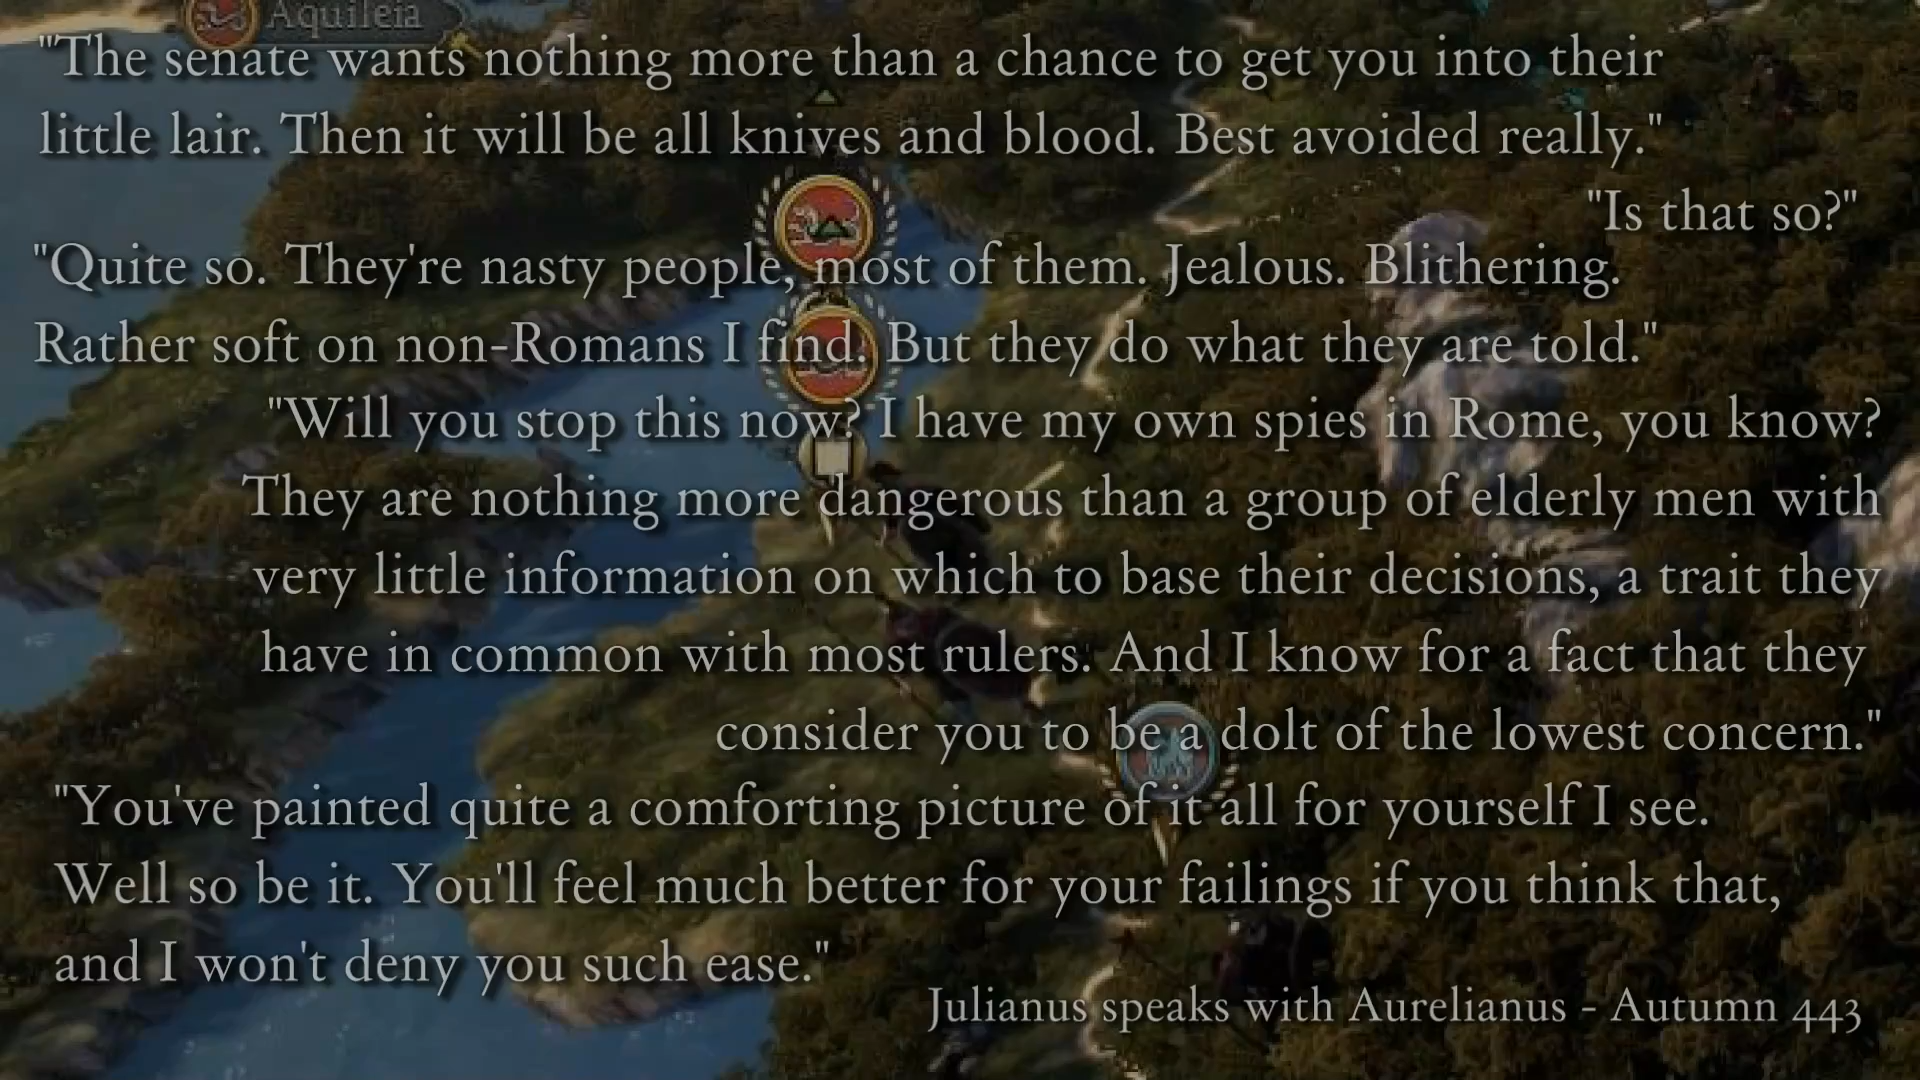 Aquileia
"The senate wants nothing more than a chance to get you into their
little lair. Then it will be all knives and blood. Best avoided really."
"Is that so?"
"Quite so. They're nasty people, most of them. Jealous. Blithering.
Rather soft on non-Romans I find. But they do what they are told."
"Will you stop this now? I have my own spies in Rome, you know?
They are nothing more dangerous than a group of elderly men with
very little information on which to base their decisions, a trait they
have in common with most rulers. And I know for a fact that they
consider you to be a dolt of the lowest concern."
"You've painted quite a comforting picture of it all for yourself I see.
Well so be it. You'll feel much better for your failings if you think that,
and I won't deny you such ease."
Julianus speaks with Aurelianus - Autumn 443